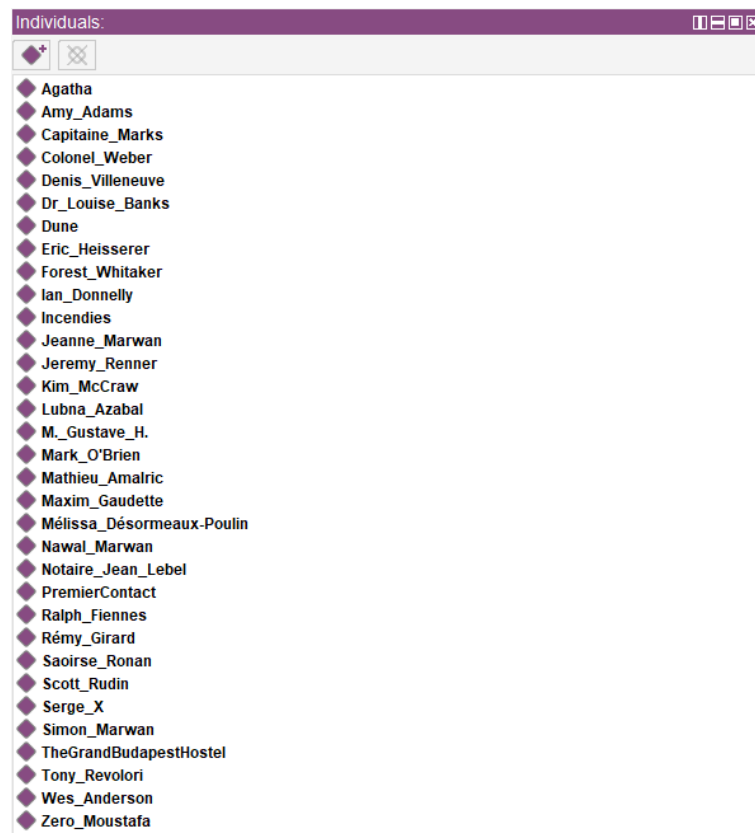 Individuals:
Agatha
Amy_Adams
Capitaine_Marks
Colonel_Weber
Denis_Villeneuve
Dr_Louise_Banks
Dune
Eric_Heisserer
Forest_Whitaker
Ian_Donnelly
Incendies
Jeanne_Marwan
Jeremy_Renner
Kim_McCraw
Lubna_Azabal
M._Gustave_H.
Mark_O'Brien
Mathieu_Amalric
Maxim_Gaudette
Mélissa_Désormeaux-Poulin
Nawal_Marwan
Notaire_Jean_Lebel
PremierContact
Ralph_Fiennes
Rémy_Girard
Saoirse_Ronan
Scott_Rudin
Serge_X
Simon_Marwan
TheGrandBudapestHostel
Tony_Revolori
Wes_Anderson
Zero_Moustafa